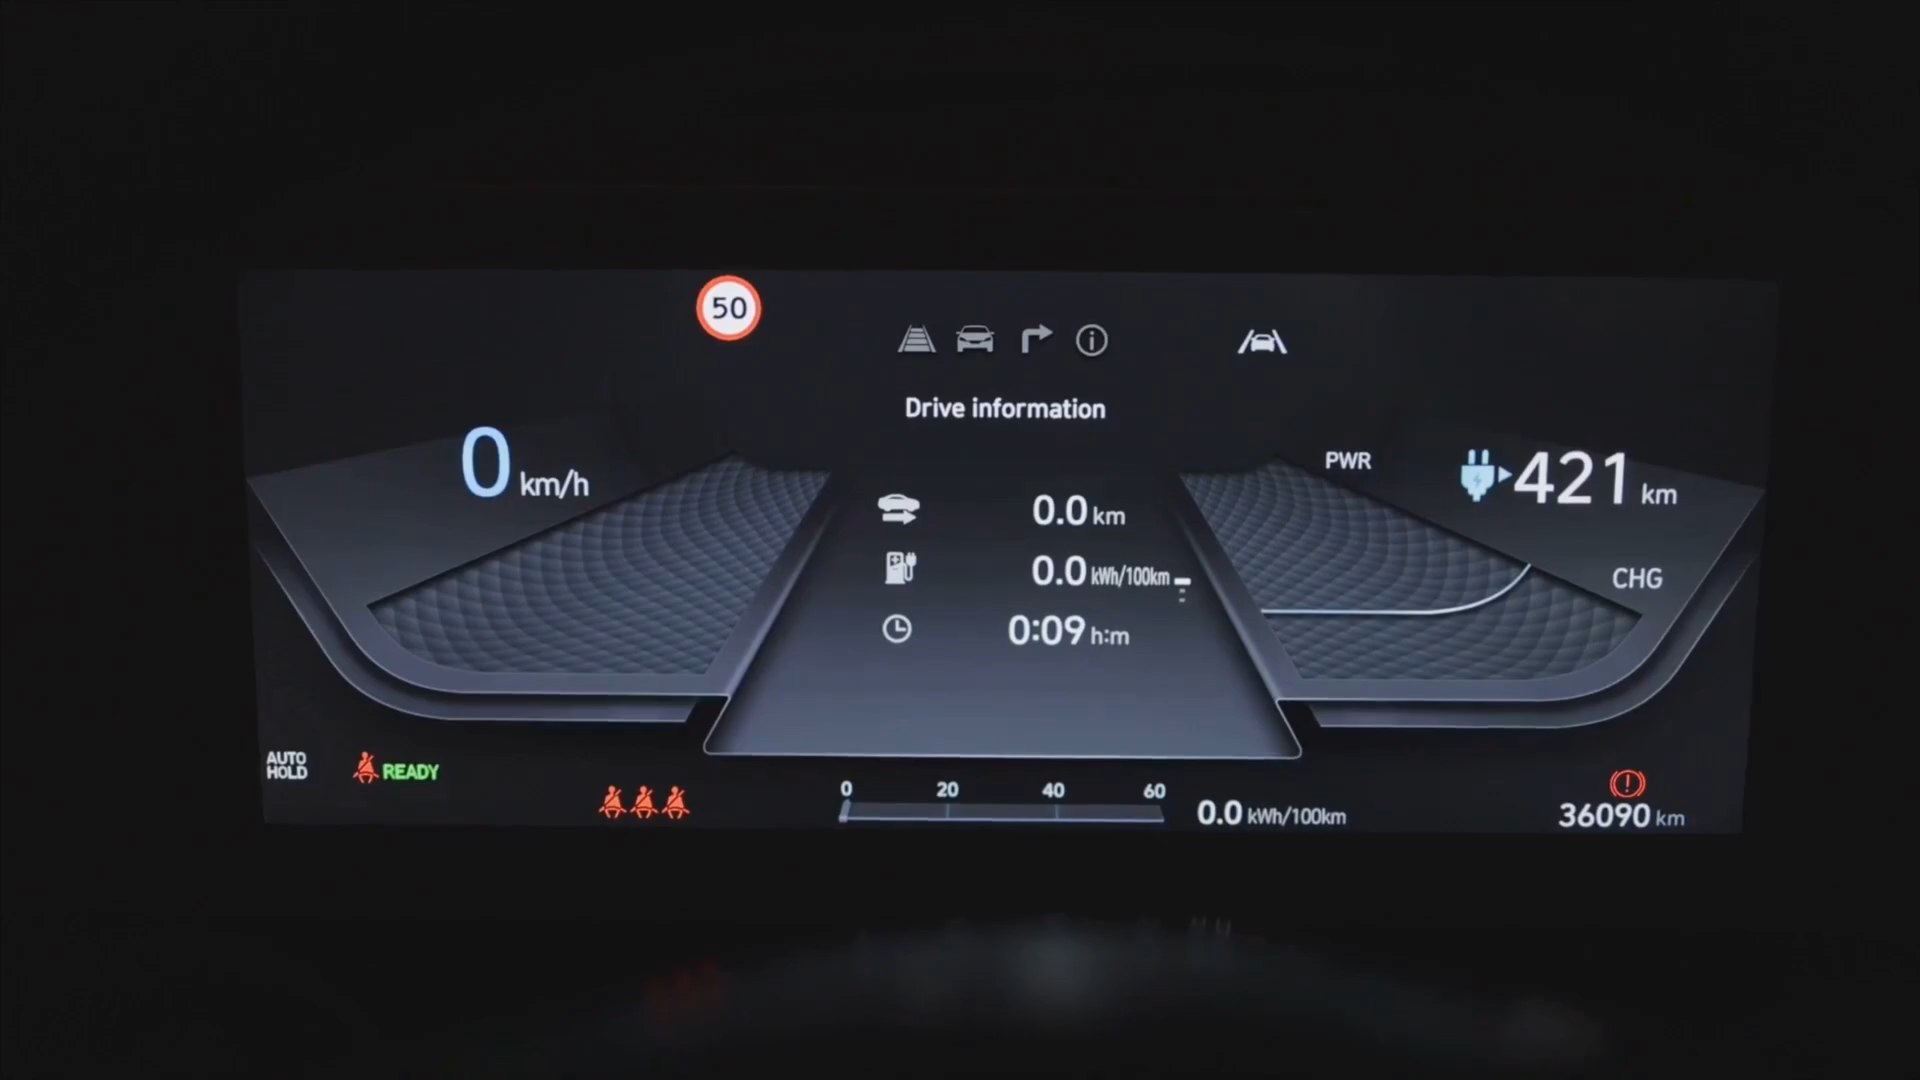 50
Drive information
0 km/h
PWR
421 km
0.0 km
0.0 kWh/100km
CHG
0:09 h:m
AUTO
HOLD
READY
0 20 40 60
0.0 kWh/100km
36090 km